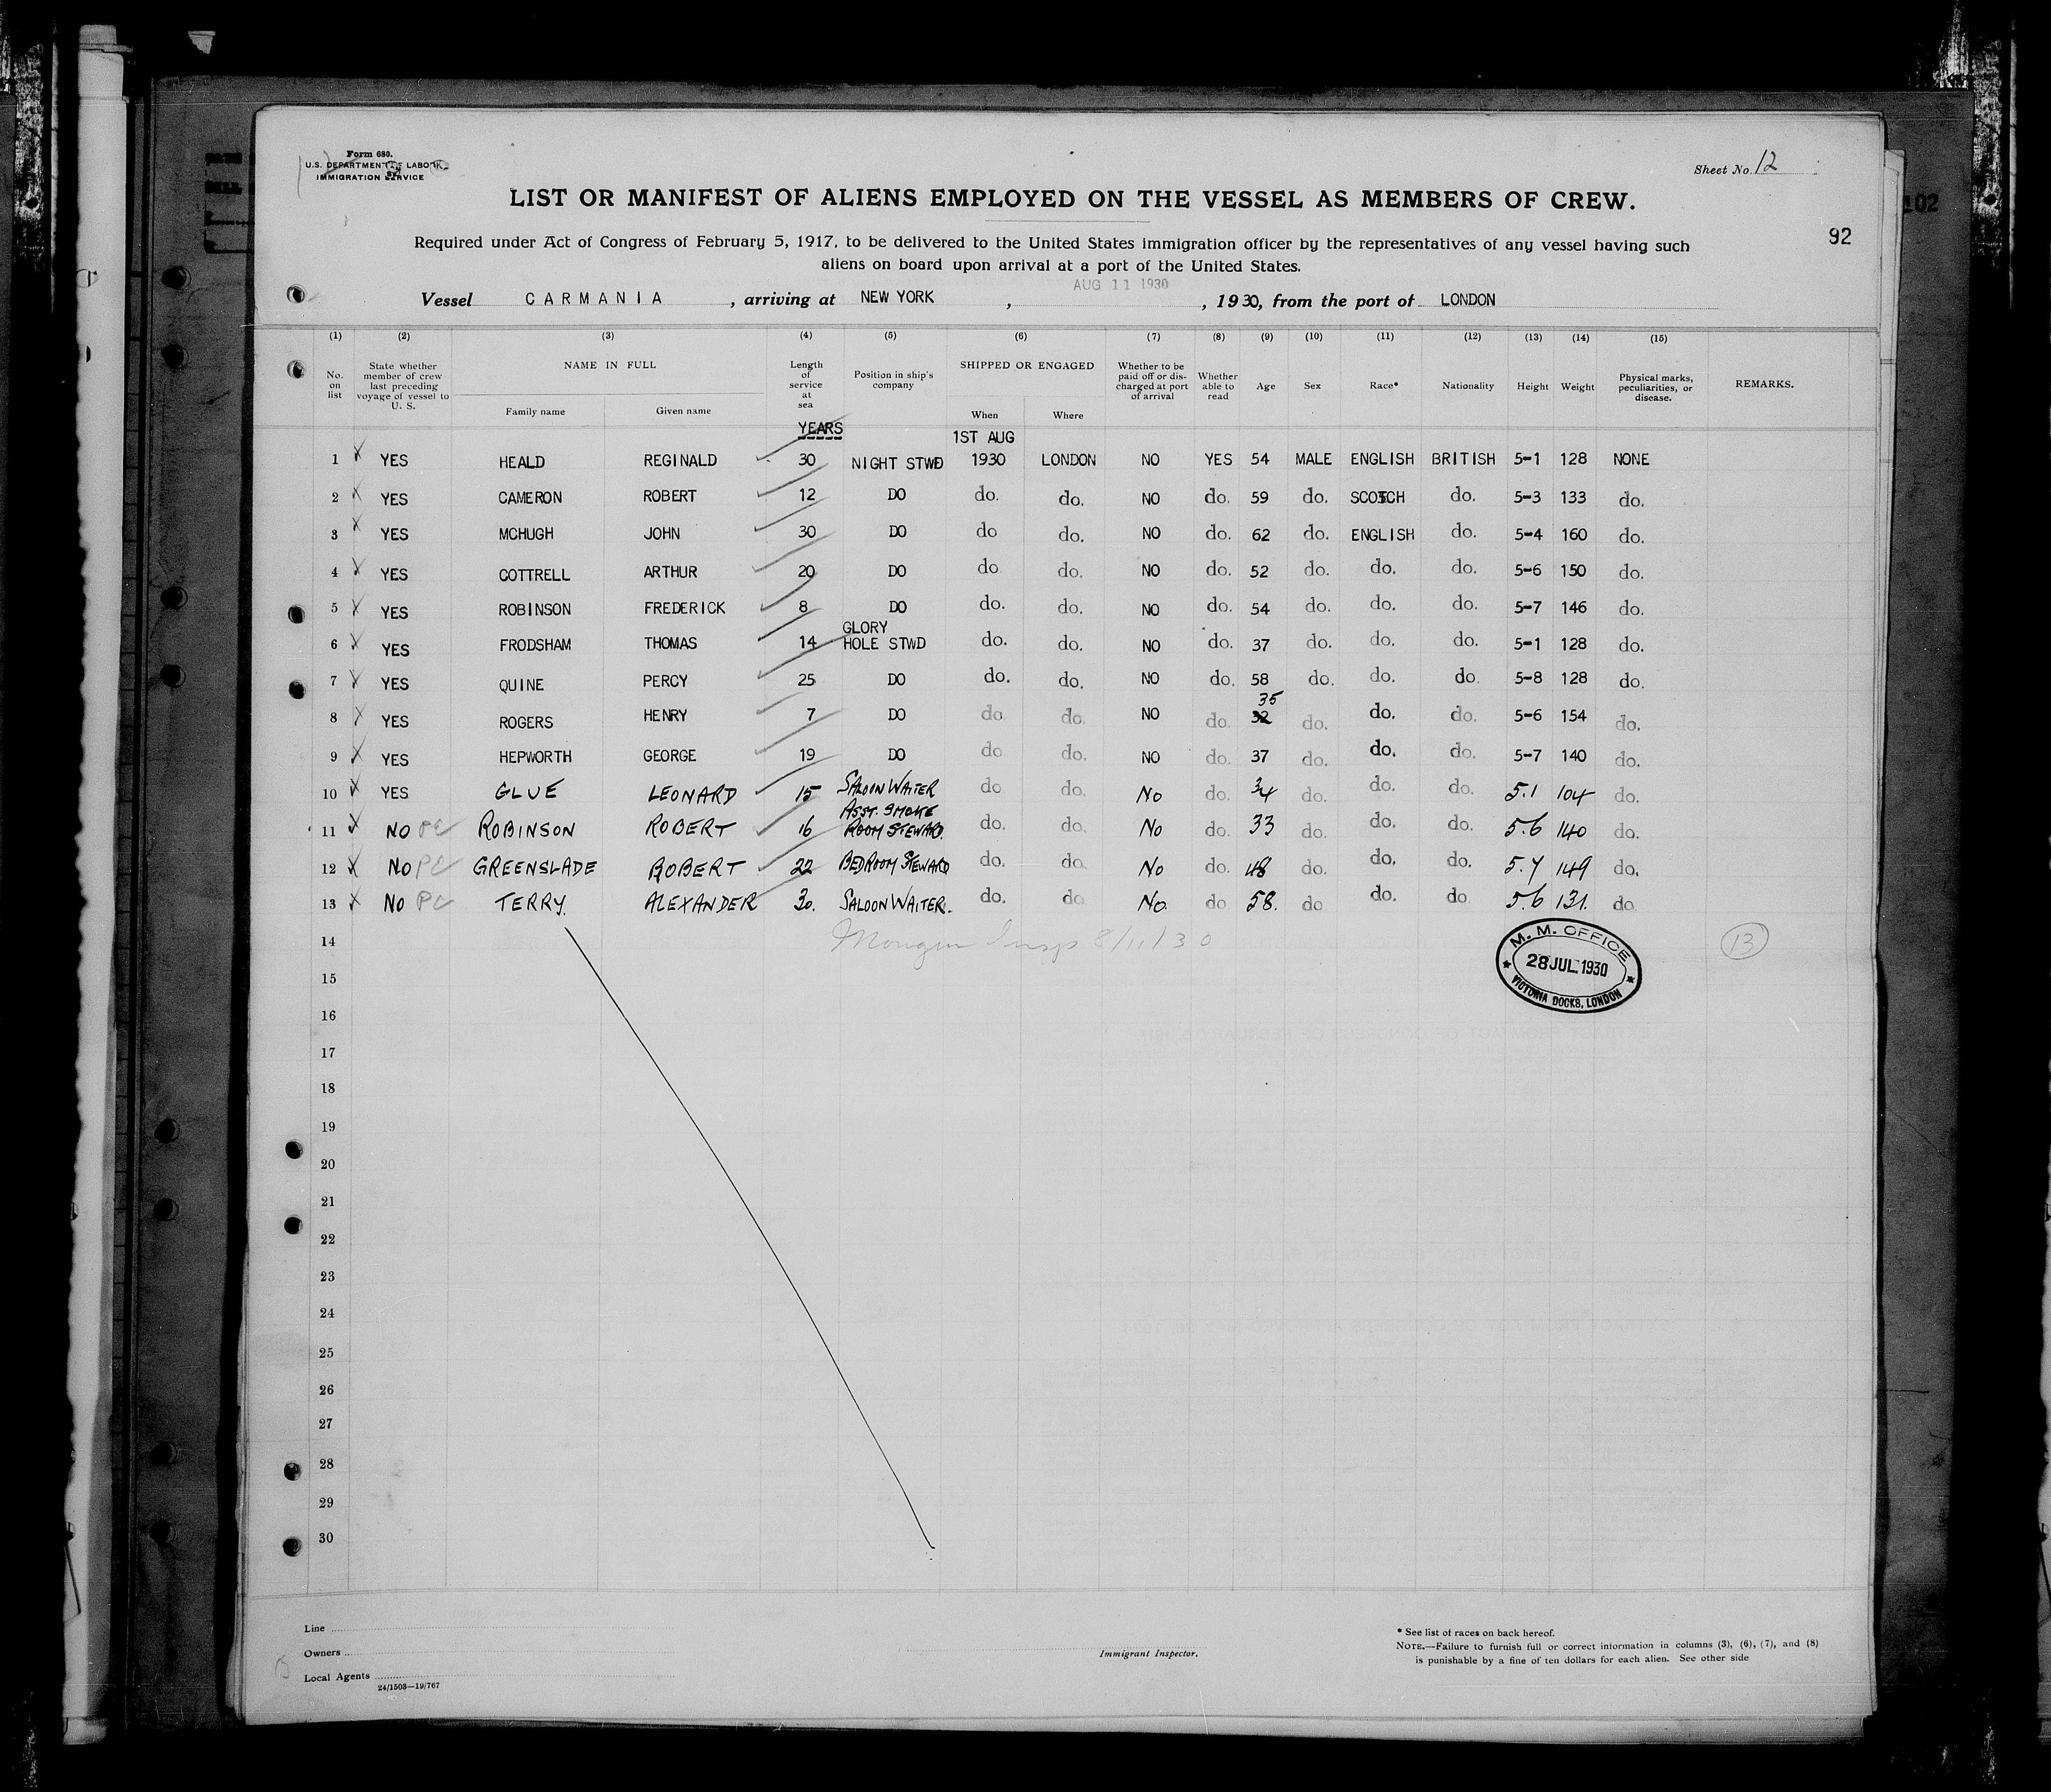 Form 680.
U.S. DEPARTMENT OF LABOR
IMMIGRATION SERVICE
Sheet No. 12
LIST OR MANIFEST OF ALIENS EMPLOYED ON THE VESSEL AS MEMBERS OF CREW.
92
Required under Act of Congress of February 5, 1917, to be delivered to the United States immigration officer by the representatives of any vessel having such
aliens on board upon arrival at a port of the United States.
AUG 11 1930
Vessel CARMANIA, arriving at NEW YORK, , 1930, from the port of LONDON
(1) (2) (3) (4) (5) (6) (7) (8) (9) (10) (11) (12) (13) (14) (15)
No. on list
State whether member of crew last preceding voyage of vessel to U. S.
NAME IN FULL
Family name
Given name
Length of service at sea
YEARS
Position in ship's company
SHIPPED OR ENGAGED
When
Where
Whether to be paid off or discharged at port of arrival
Whether able to read
Age
Sex
Race*
Nationality
Height
Weight
Physical marks, peculiarities, or disease.
REMARKS.
1ST AUG
1 YES HEALD REGINALD 30 NIGHT STWD 1930 LONDON NO YES 54 MALE ENGLISH BRITISH 5-1 128 NONE
2 YES CAMERON ROBERT 12 DO do. do. NO do. 59 do. SCOTCH do. 5-3 133 do.
3 YES MCHUGH JOHN 30 DO do do. NO do. 62 do. ENGLISH do. 5-4 160 do.
4 YES COTTRELL ARTHUR 20 DO do do. NO do. 52 do. do. do. 5-6 150 do.
5 YES ROBINSON FREDERICK 8 DO do. do. NO do. 54 do. do. do. 5-7 146 do.
GLORY
6 YES FRODSHAM THOMAS 14 HOLE STWD do. do. NO do. 37 do. do. do. 5-1 128 do.
7 YES QUINE PERCY 25 DO do. do. NO do. 58 do. do. do. 5-8 128 do.
35
8 YES ROGERS HENRY 7 DO do. do. NO do. 32 do. do. do. 5-6 154 do.
9 YES HEPWORTH GEORGE 19 DO do do. NO do. 37 do. do. do. 5-7 140 do.
10 YES GLUE LEONARD 15 SALOON WAITER do do. No do. 34 do. do. do. 5.1 104 do.
ASST. SMOKE
11 NO PC ROBINSON ROBERT 16 ROOM STEWARD. do. do. No do. 33 do. do. do. 5.6 140 do.
12 NO PC GREENSLADE ROBERT 22 BEDROOM STEWARD do. do. No do. 48 do. do. do. 5.7 149 do.
13 NO PC TERRY. ALEXANDER 30. SALOON WAITER. do. do No. do 58. do do. do 5.6 131. do
14 Insp 8/11/30 13
M. M. OFFICE
28 JUL 1930
VICTORIA DOCKS, LONDON
15
16
17
18
19
20
21
22
23
24
25
26
27
28
29
30
Line
Owners
Local Agents
24/1503—19/767
Immigrant Inspector.
* See list of races on back hereof.
NOTE.—Failure to furnish full or correct information in columns (3), (6), (7), and (8)
is punishable by a fine of ten dollars for each alien. See other side